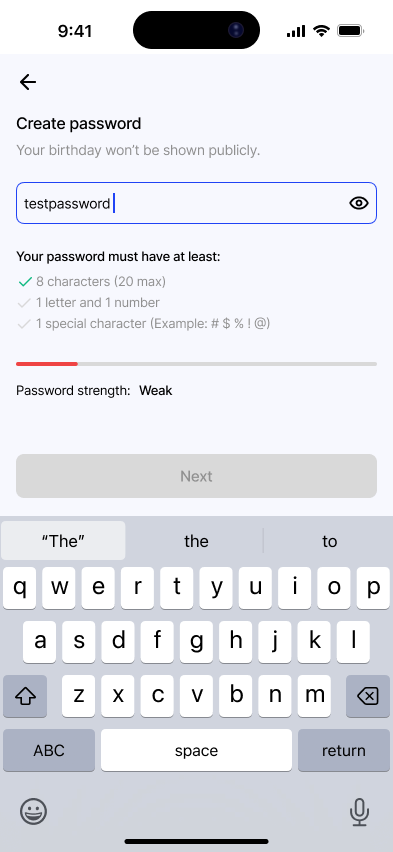 9:41
Create password
Your birthday won't be shown publicly.
testpassword
Your password must have at least:
8 characters (20 max)
1 letter and 1 number
1 special character (Example: # $ % ! @)
Password strength: Weak
Next
“The” the to
q w e r t y u i o p
a s d f g h j k l
z x c v b n m
ABC space return